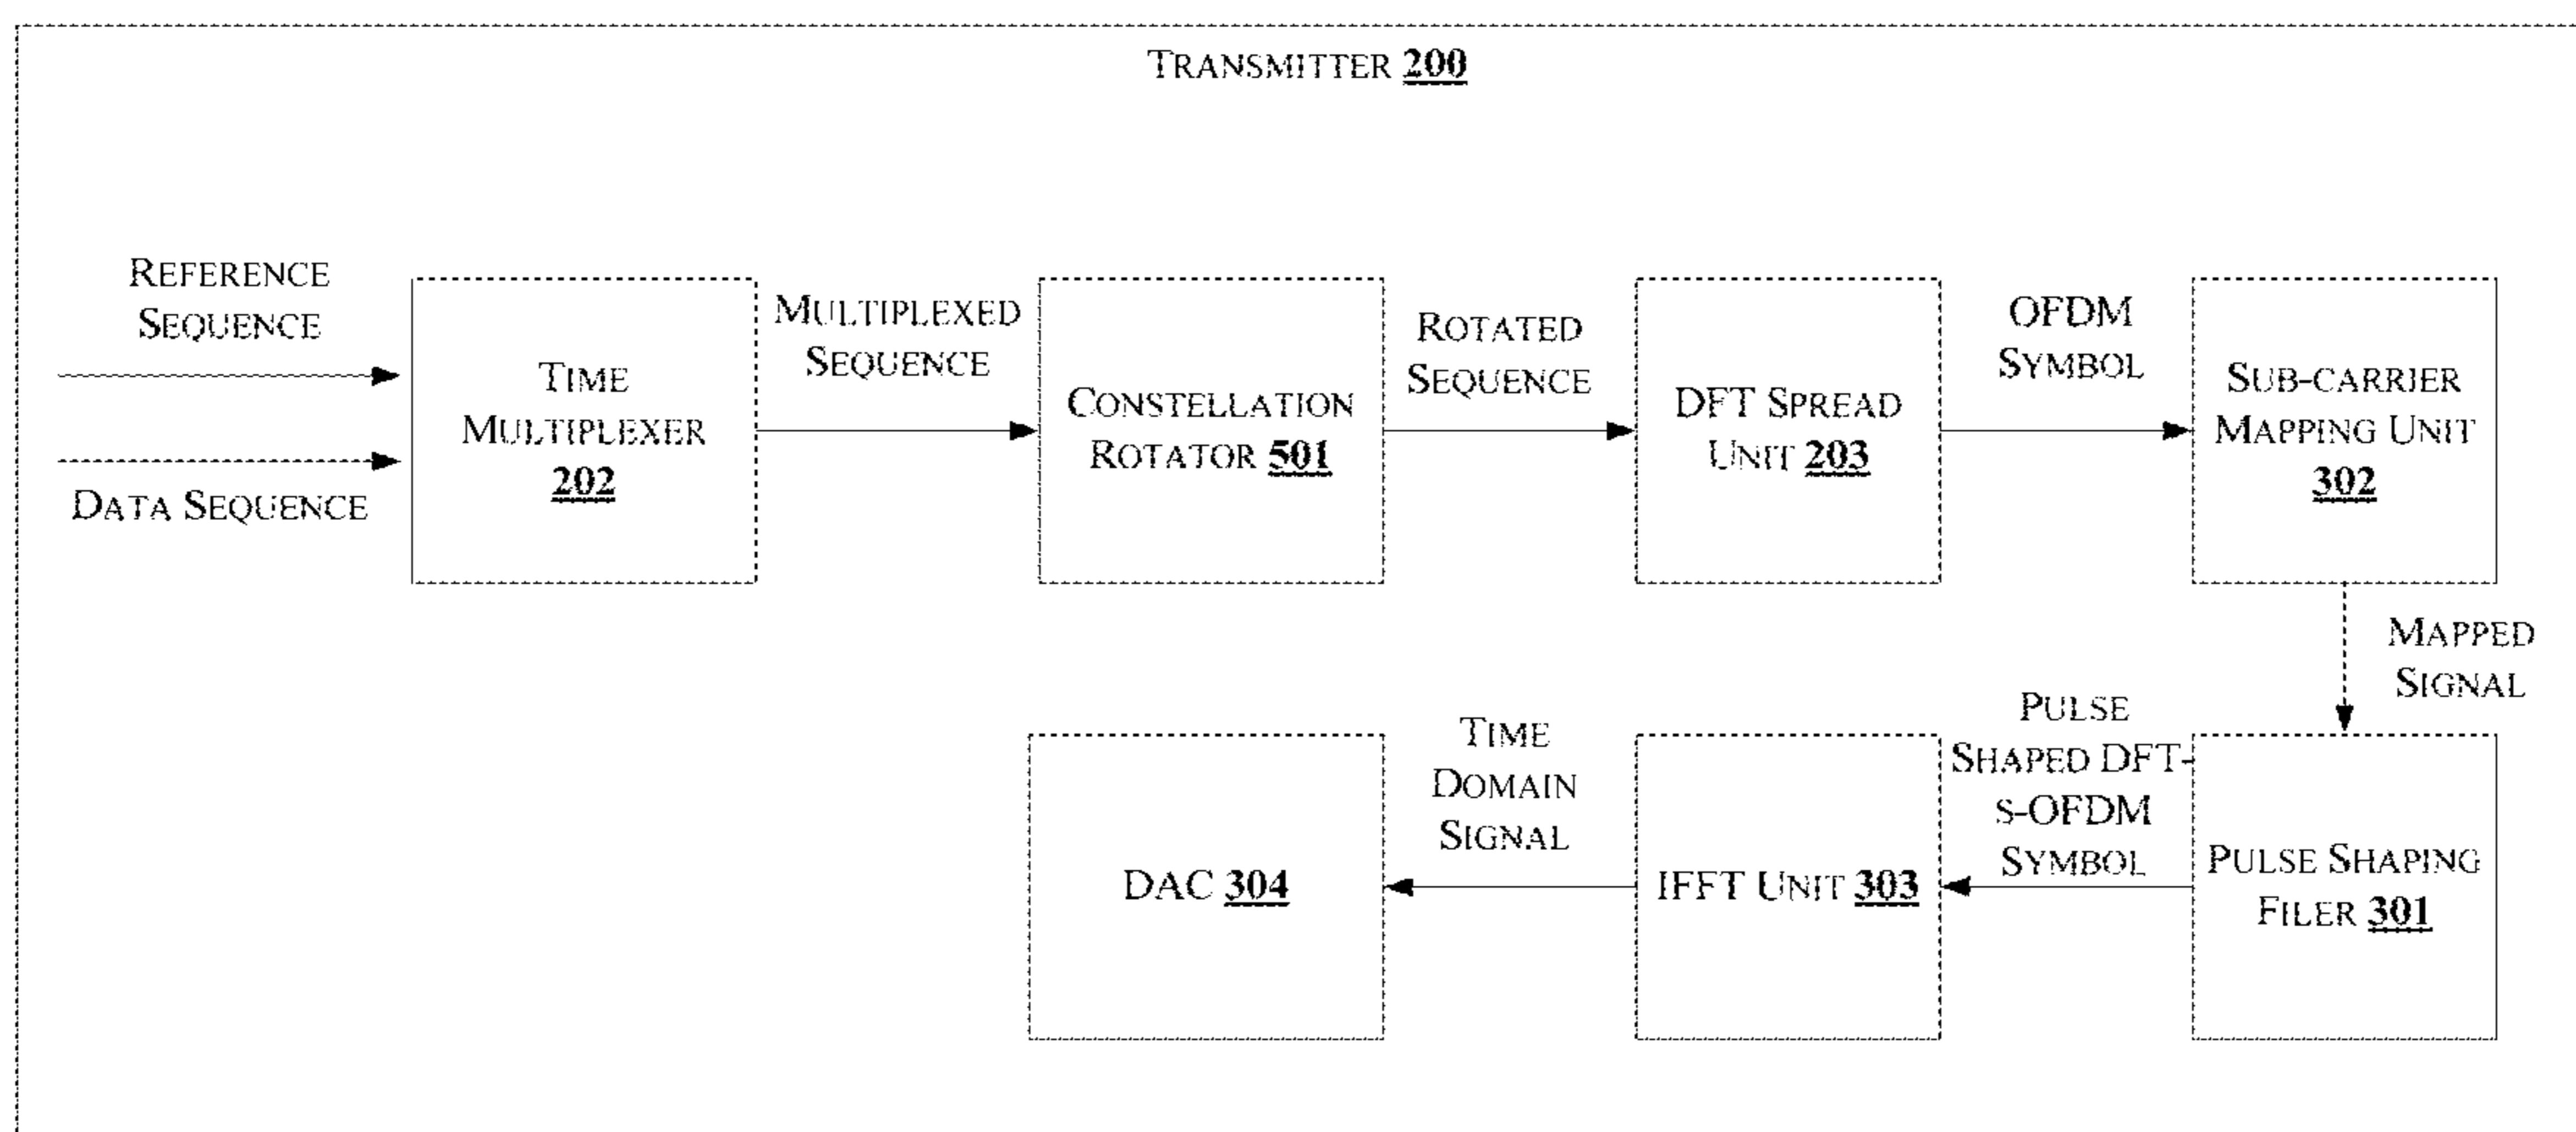 TRANSMITTER 200
REFERENCE
SEQUENCE
DATA SEQUENCE
TIME
MULTIPLEXER
202
MULTIPLEXED
SEQUENCE
CONSTELLATION
ROTATOR 501
ROTATED
SEQUENCE
DFT SPREAD
UNIT 203
OFDM
SYMBOL
SUB-CARRIER
MAPPING UNIT
302
MAPPED
SIGNAL
PULSE SHAPING
FILER 301
PULSE
SHAPED DFT-
S-OFDM
SYMBOL
IFFT UNIT 303
TIME
DOMAIN
SIGNAL
DAC 304